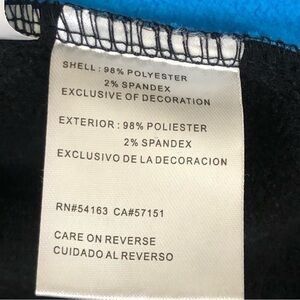 SHELL: 98% POLYESTER
2% SPANDEX
EXCLUSIVE OF DECORATION
EXTERIOR: 98% POLIESTER
2% SPANDEX
EXCLUSIVO DE LA DECORACION
RN#54163 CA#57151
CARE ON REVERSE
CUIDADO AL REVERSO